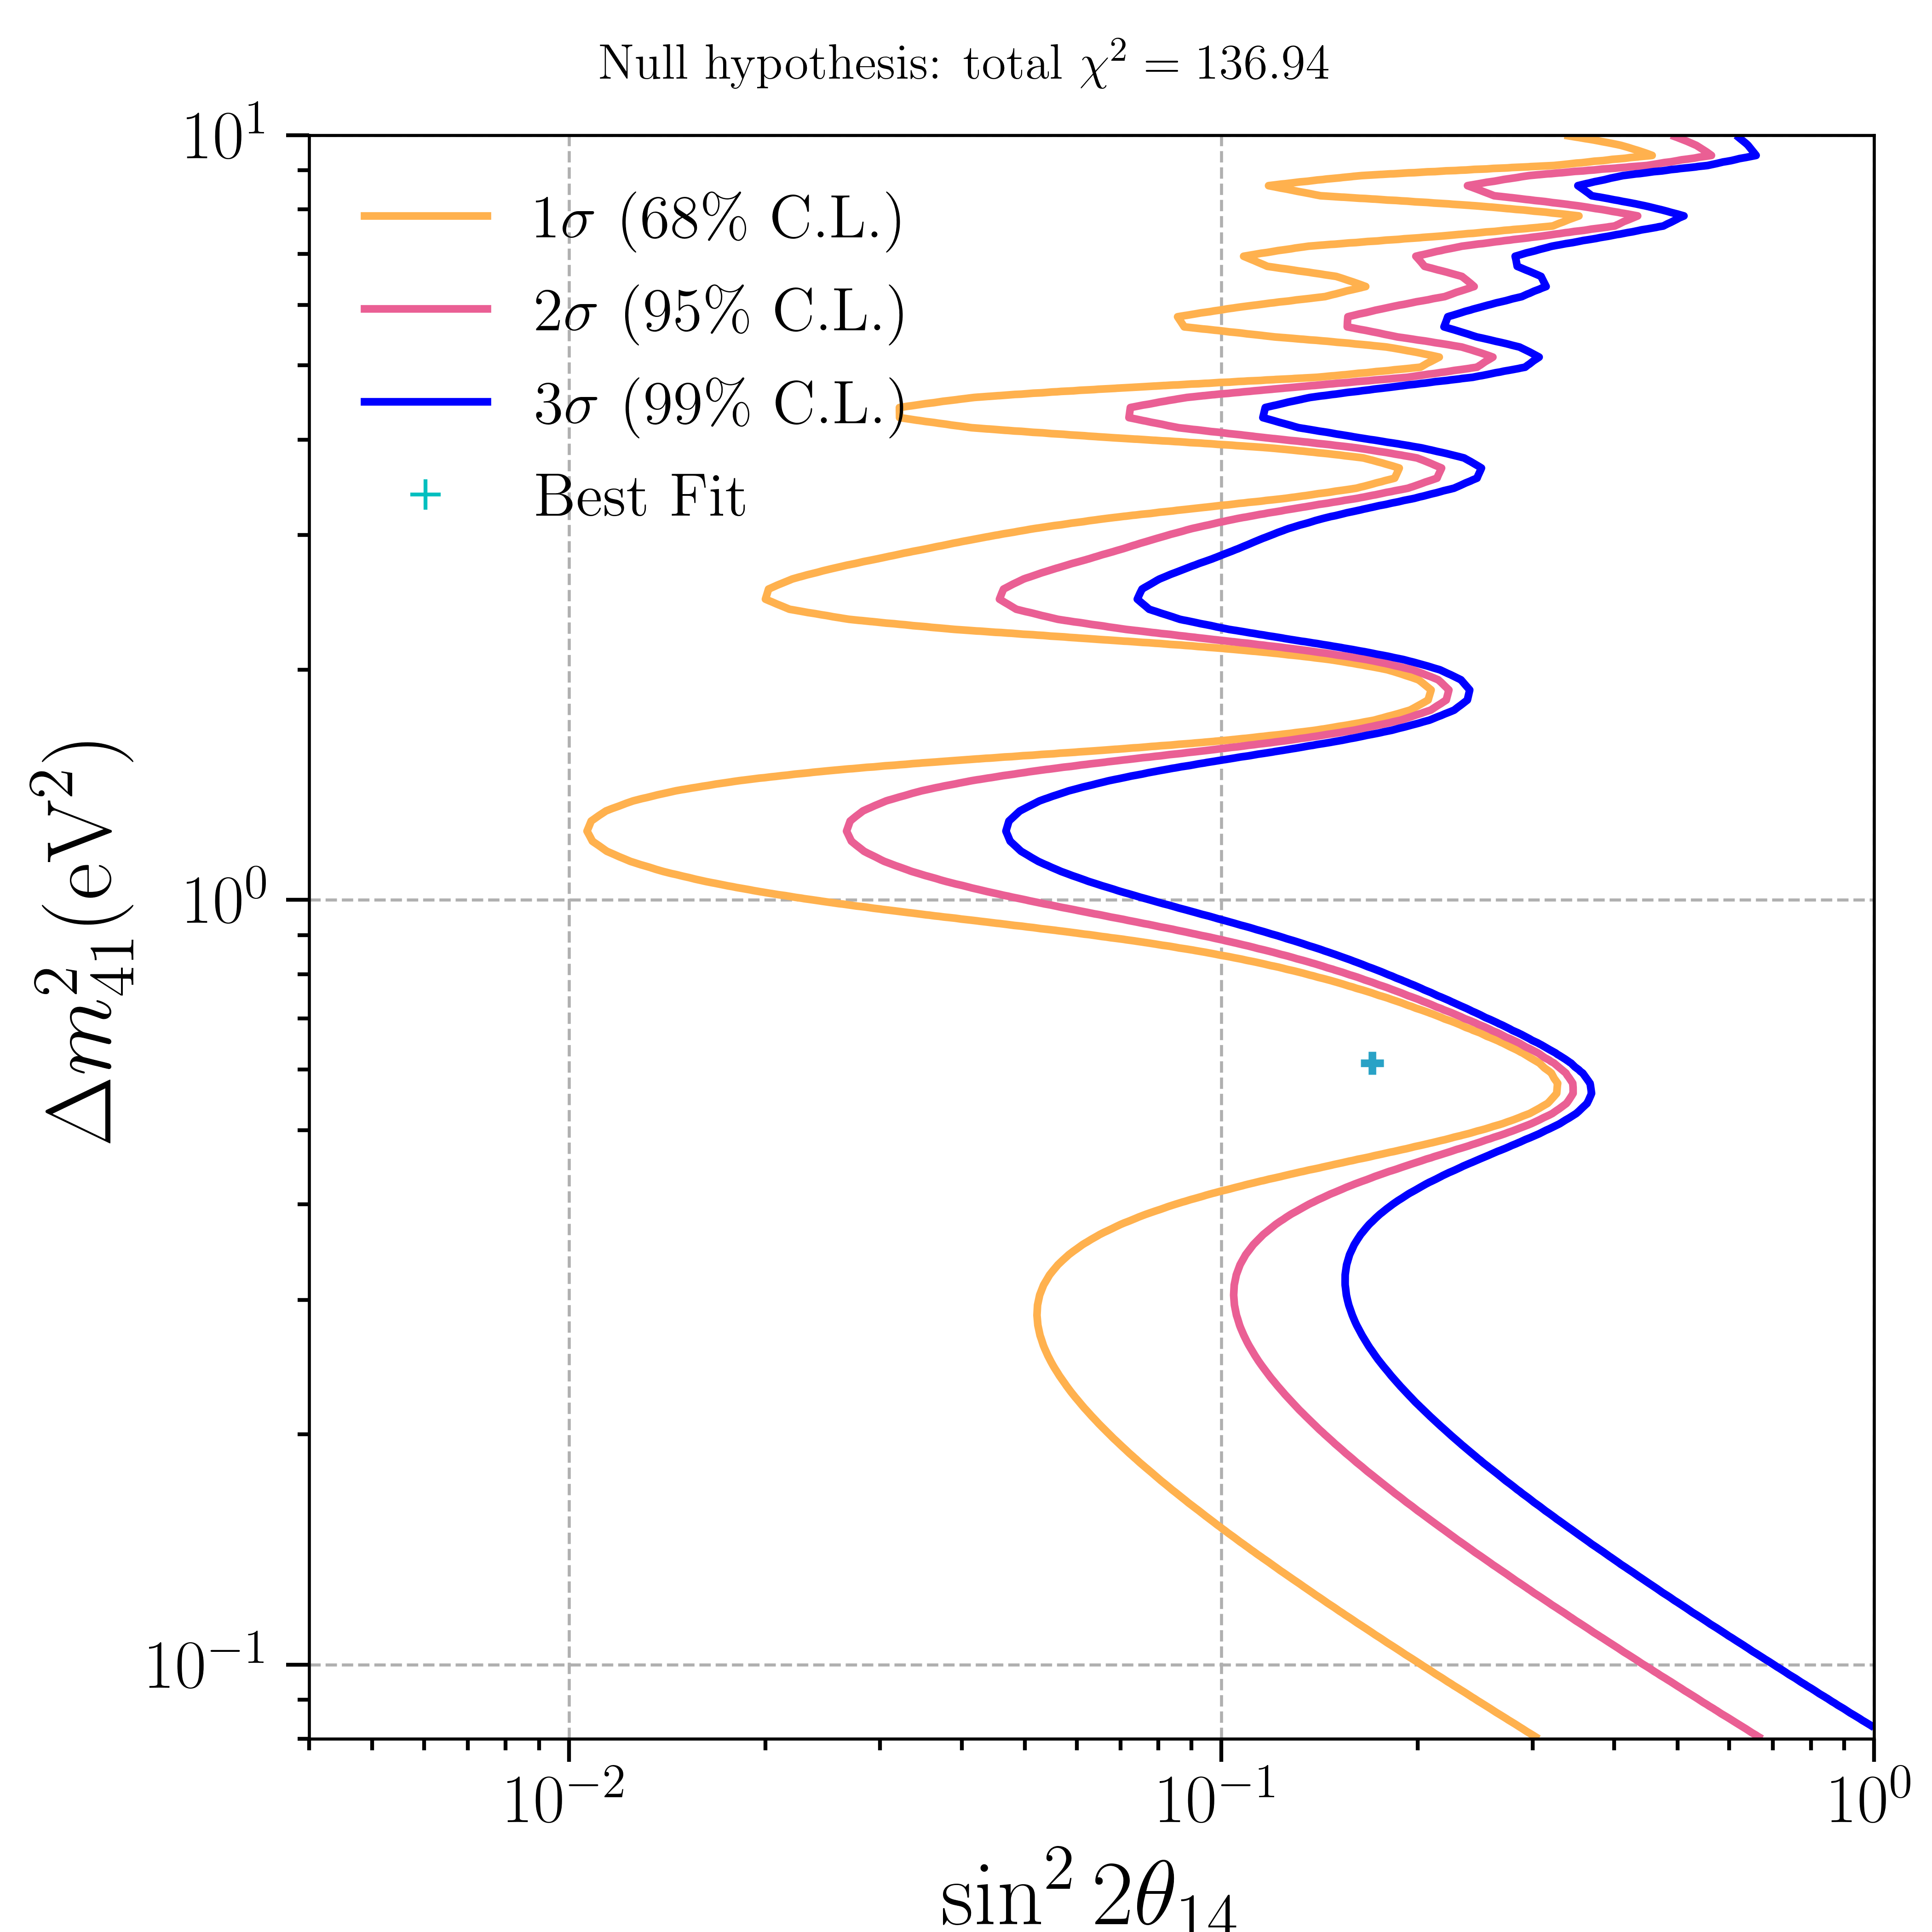 Null hypothesis: total χ² = 136.94
10¹
1σ (68% C.L.)
2σ (95% C.L.)
3σ (99% C.L.)
Best Fit
Δm²₄₁(eV²)
10⁰
10⁻¹
10⁻² 10⁻¹ 10⁰
sin² 2θ₁₄